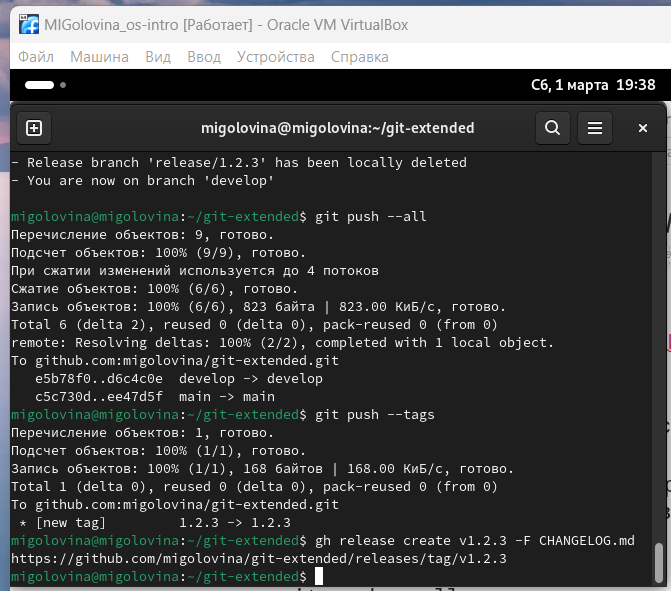 MIGolovina_os-intro [Работает] - Oracle VM VirtualBox
Файл Машина Вид Ввод Устройства Справка
Сб, 1 марта 19:38
migolovina@migolovina:~/git-extended
- Release branch 'release/1.2.3' has been locally deleted
- You are now on branch 'develop'
migolovina@migolovina:~/git-extended$ git push --all
Перечисление объектов: 9, готово.
Подсчет объектов: 100% (9/9), готово.
При сжатии изменений используется до 4 потоков
Сжатие объектов: 100% (6/6), готово.
Запись объектов: 100% (6/6), 823 байта | 823.00 КиБ/с, готово.
Total 6 (delta 2), reused 0 (delta 0), pack-reused 0 (from 0)
remote: Resolving deltas: 100% (2/2), completed with 1 local object.
To github.com:migolovina/git-extended.git
   e5b78f0..d6c4c0e  develop -> develop
   c5c730d..ee47d5f  main -> main
migolovina@migolovina:~/git-extended$ git push --tags
Перечисление объектов: 1, готово.
Подсчет объектов: 100% (1/1), готово.
Запись объектов: 100% (1/1), 168 байтов | 168.00 КиБ/с, готово.
Total 1 (delta 0), reused 0 (delta 0), pack-reused 0 (from 0)
To github.com:migolovina/git-extended.git
 * [new tag]         1.2.3 -> 1.2.3
migolovina@migolovina:~/git-extended$ gh release create v1.2.3 -F CHANGELOG.md
https://github.com/migolovina/git-extended/releases/tag/v1.2.3
migolovina@migolovina:~/git-extended$